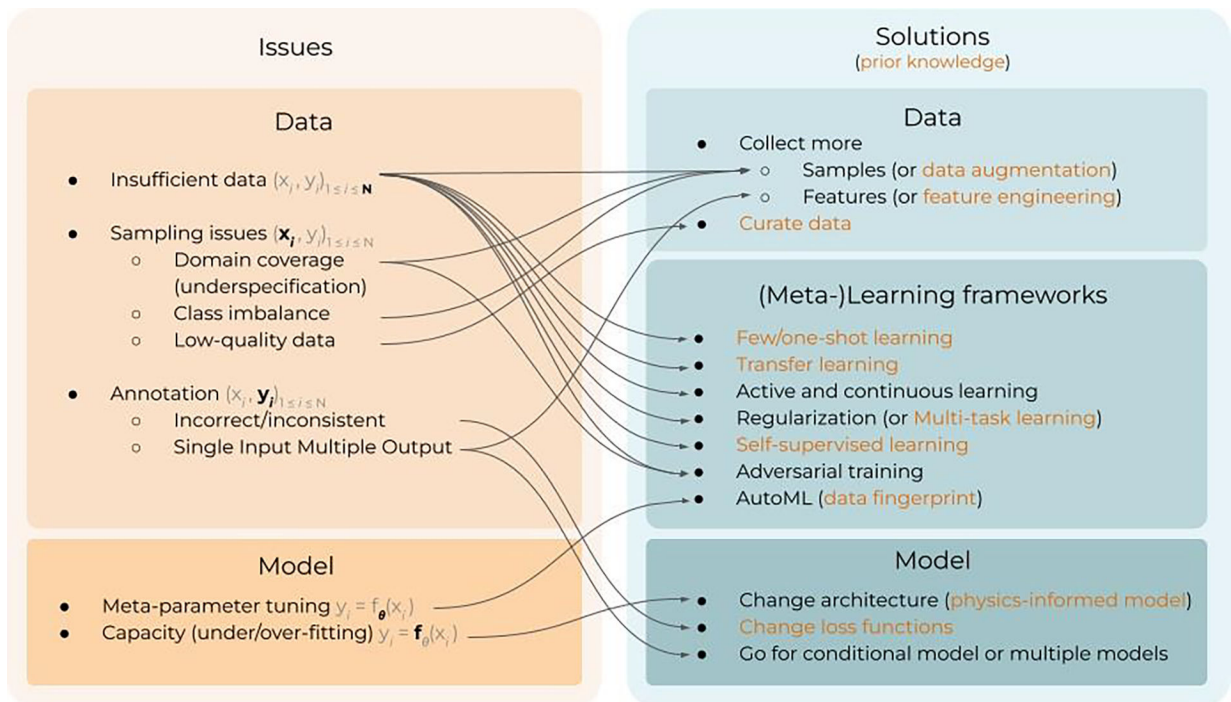 Issues
Data
● Insufficient data (xᵢ, yᵢ)₁≤ᵢ≤N
● Sampling issues (xᵢ, yᵢ)₁≤ᵢ≤N
○ Domain coverage
(underspecification)
○ Class imbalance
○ Low-quality data
● Annotation (xᵢ, yᵢ)₁≤ᵢ≤N
○ Incorrect/inconsistent
○ Single Input Multiple Output
Model
● Meta-parameter tuning yᵢ = fθ(xᵢ)
● Capacity (under/over-fitting) yᵢ = fθ(xᵢ)
Solutions
(prior knowledge)
Data
● Collect more
○ Samples (or data augmentation)
○ Features (or feature engineering)
● Curate data
(Meta-)Learning frameworks
● Few/one-shot learning
● Transfer learning
● Active and continuous learning
● Regularization (or Multi-task learning)
● Self-supervised learning
● Adversarial training
● AutoML (data fingerprint)
Model
● Change architecture (physics-informed model)
● Change loss functions
● Go for conditional model or multiple models